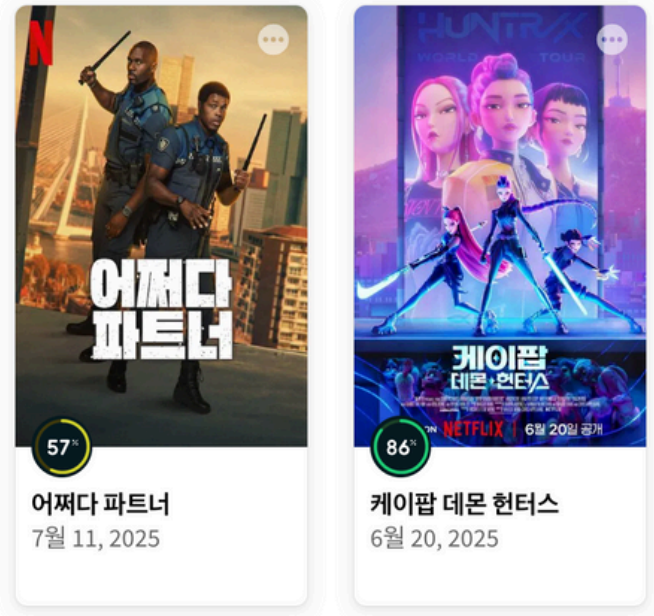 N
어쩌다
파트너
57%
어쩌다 파트너
7월 11, 2025
HUNTR/X
WORLD TOUR
케이팝
데몬 헌터스
ON NETFLIX | 6월 20일 공개
86%
케이팝 데몬 헌터스
6월 20, 2025